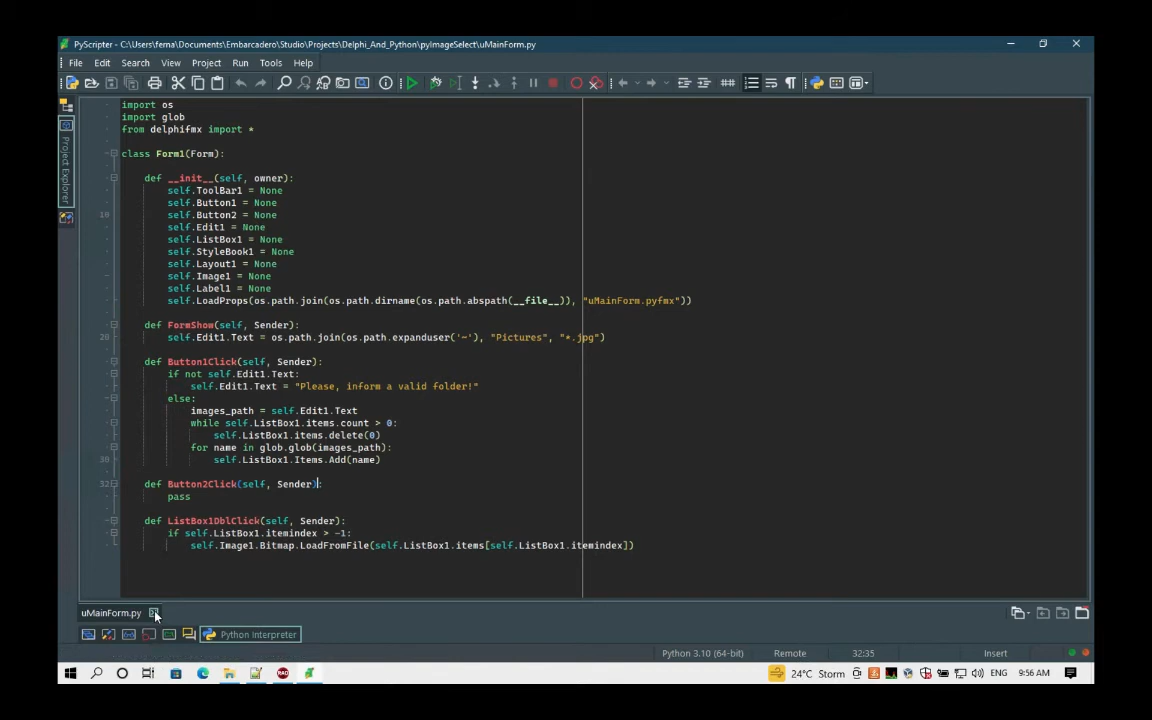 PyScripter - C:\Users\fema\Documents\Embarcadero\Studio\Projects\Delphi_And_Python\pyImageSelect\uMainForm.py
File Edit Search View Project Run Tools Help
Project Explorer
import os
import glob
from delphifmx import *
class Form1(Form):
def __init__(self, owner):
self.ToolBar1 = None
self.Button1 = None
10 self.Button2 = None
self.Edit1 = None
self.ListBox1 = None
self.StyleBook1 = None
self.Layout1 = None
self.Image1 = None
self.Label1 = None
self.LoadProps(os.path.join(os.path.dirname(os.path.abspath(__file__)), "uMainForm.pyfmx"))
def FormShow(self, Sender):
20 self.Edit1.Text = os.path.join(os.path.expanduser('~'), "Pictures", "*.jpg")
def Button1Click(self, Sender):
if not self.Edit1.Text:
self.Edit1.Text = "Please, inform a valid folder!"
else:
images_path = self.Edit1.Text
while self.ListBox1.items.count > 0:
self.ListBox1.items.delete(0)
for name in glob.glob(images_path):
30 self.ListBox1.Items.Add(name)
32 def Button2Click(self, Sender):
pass
def ListBox1DblClick(self, Sender):
if self.ListBox1.itemindex > -1:
self.Image1.Bitmap.LoadFromFile(self.ListBox1.items[self.ListBox1.itemindex])
uMainForm.py
Python Interpreter
Python 3.10 (64-bit) Remote 32:35 Insert
24°C Storm ENG 9:56 AM